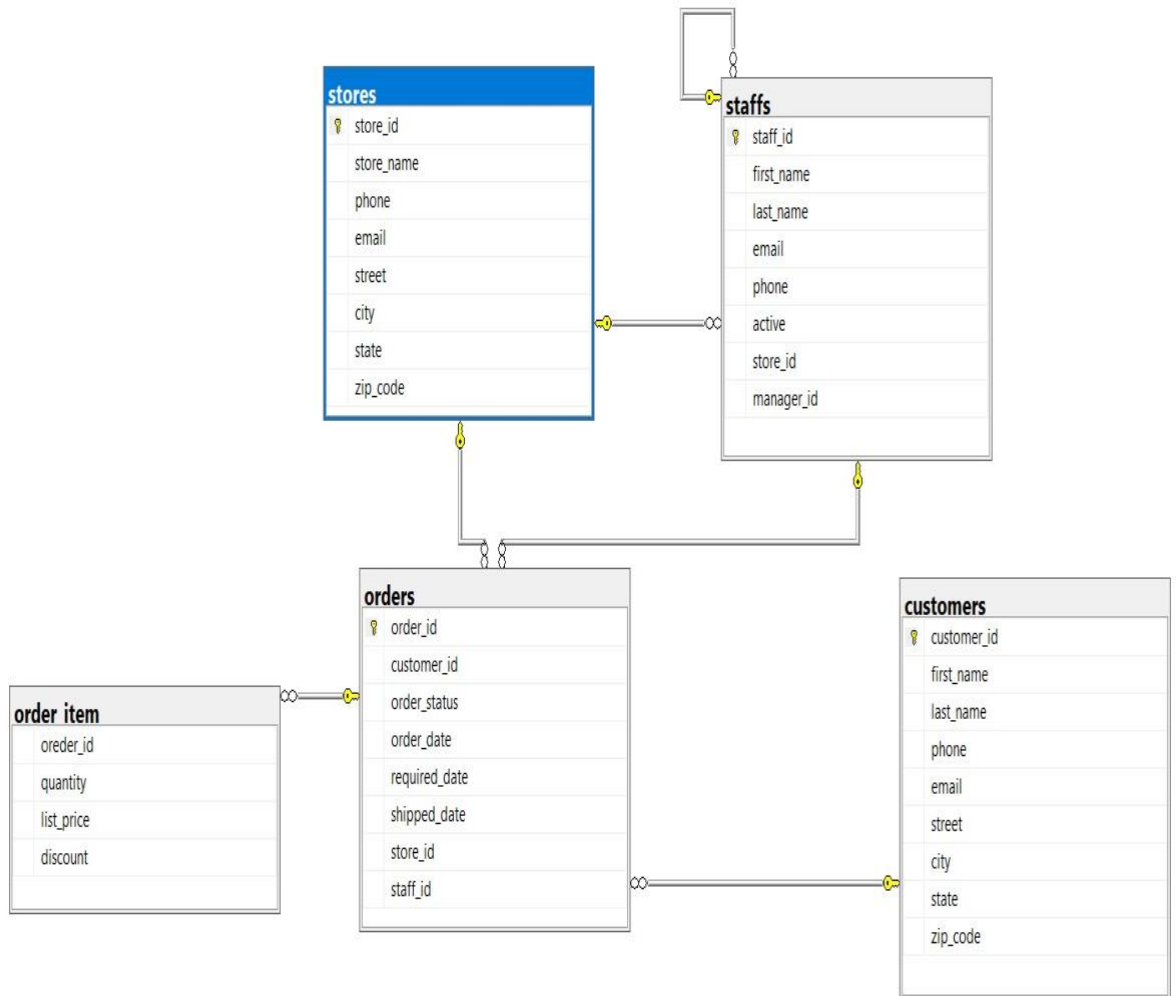 stores
store_id
store_name
phone
email
street
city
state
zip_code
staffs
staff_id
first_name
last_name
email
phone
active
store_id
manager_id
orders
order_id
customer_id
order_status
order_date
required_date
shipped_date
store_id
staff_id
customers
customer_id
first_name
last_name
phone
email
street
city
state
zip_code
order_item
oreder_id
quantity
list_price
discount